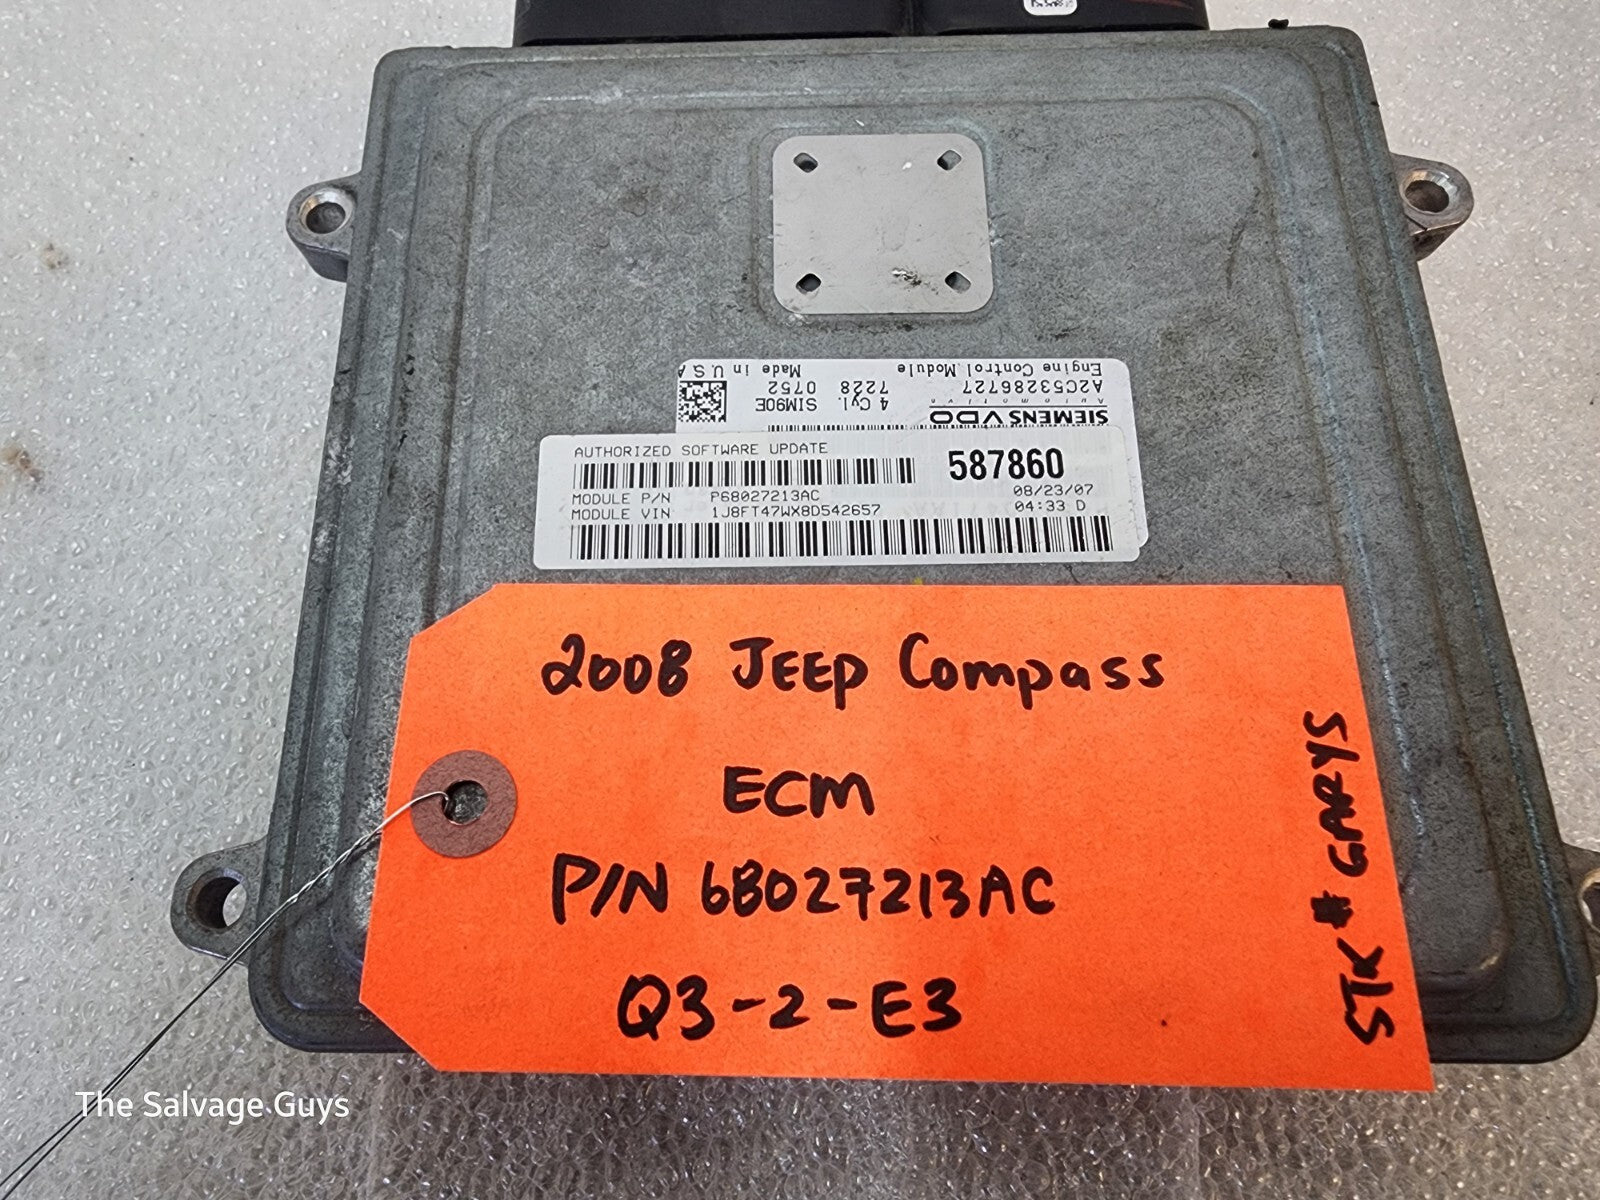 Engine Control Module Made in U.S.A
A2C53286727 7228 0752
Automotive 4 Cyl. SIM90E
SIEMENS VDO
AUTHORIZED SOFTWARE UPDATE
587860
MODULE P/N P68027213AC 08/23/07
MODULE VIN 1J8FT47WX8D542657 04:33 D
2008 JEEP Compass
ECM
P/N 68027213AC
Q3-2-E3
STK # GARYS
The Salvage Guys